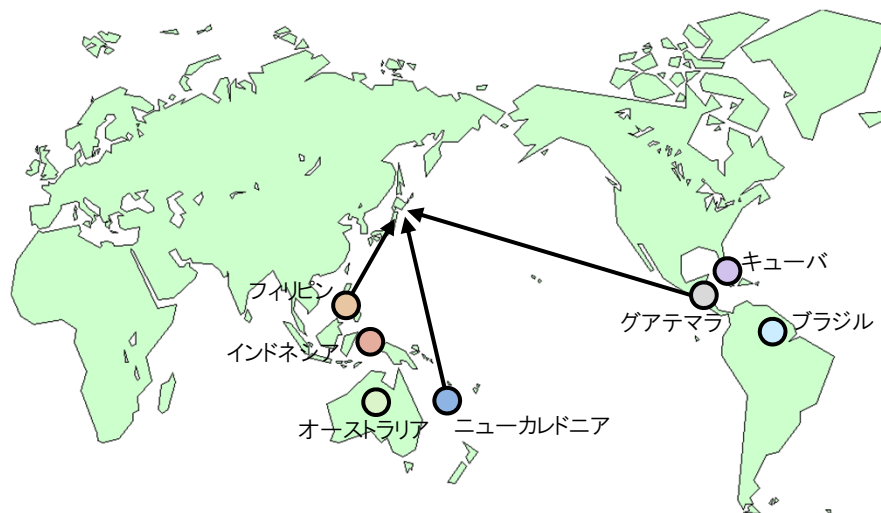 キューバ
フィリピン
グアテマラ
ブラジル
インドネシア
オーストラリア
ニューカレドニア